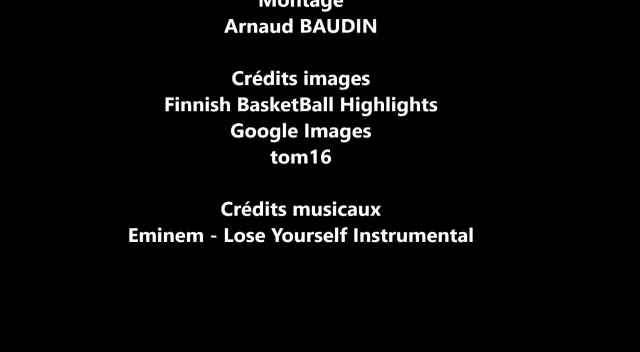 Montage
Arnaud BAUDIN
Crédits images
Finnish BasketBall Highlights
Google Images
tom16
Crédits musicaux
Eminem - Lose Yourself Instrumental